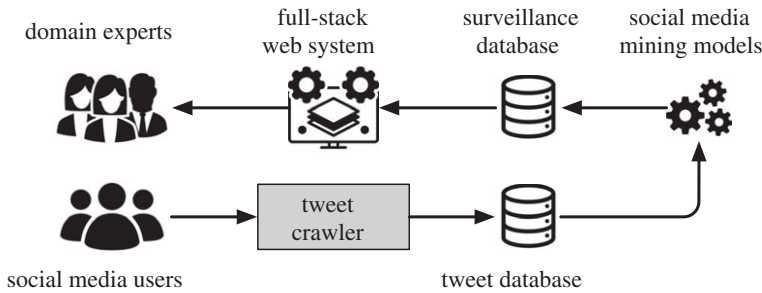 domain experts
full-stack
web system
surveillance
database
social media
mining models
tweet
crawler
social media users
tweet database